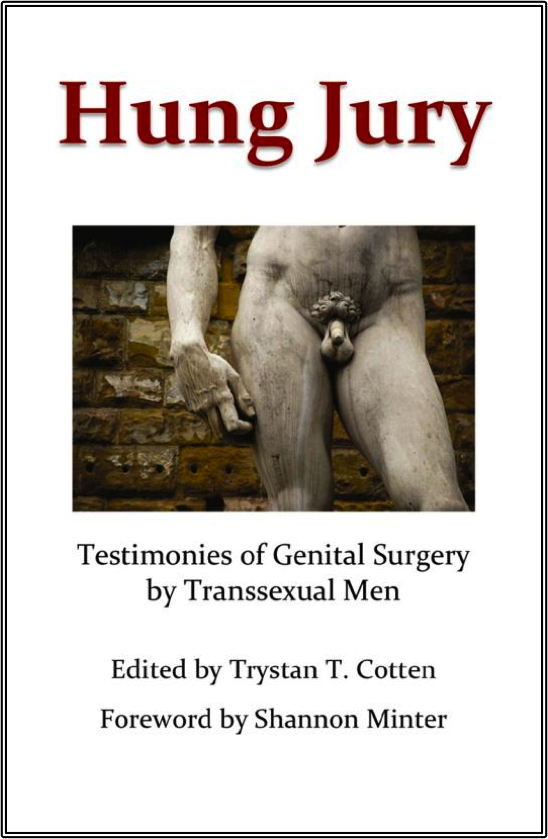 Hung Jury
Testimonies of Genital Surgery
by Transsexual Men
Edited by Trystan T. Cotten
Foreword by Shannon Minter